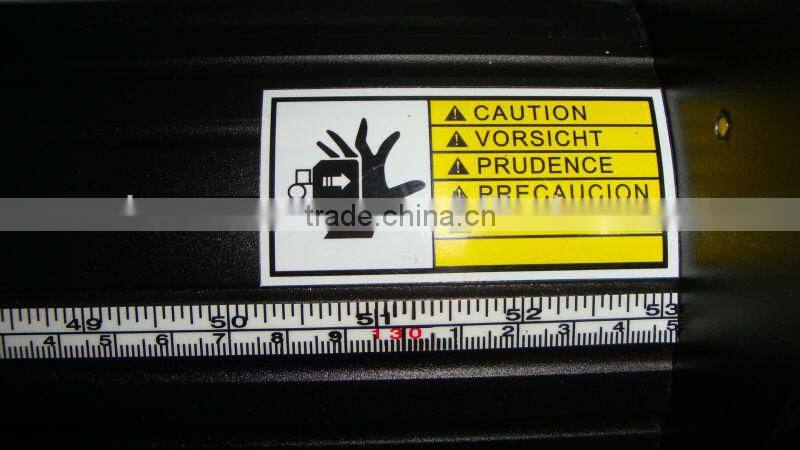 CAUTION
VORSICHT
PRUDENCE
PRECAUCION
trade.china.cn
49 50 51 52 53
4 5 6 7 8 9 130 1 2 3 4 5